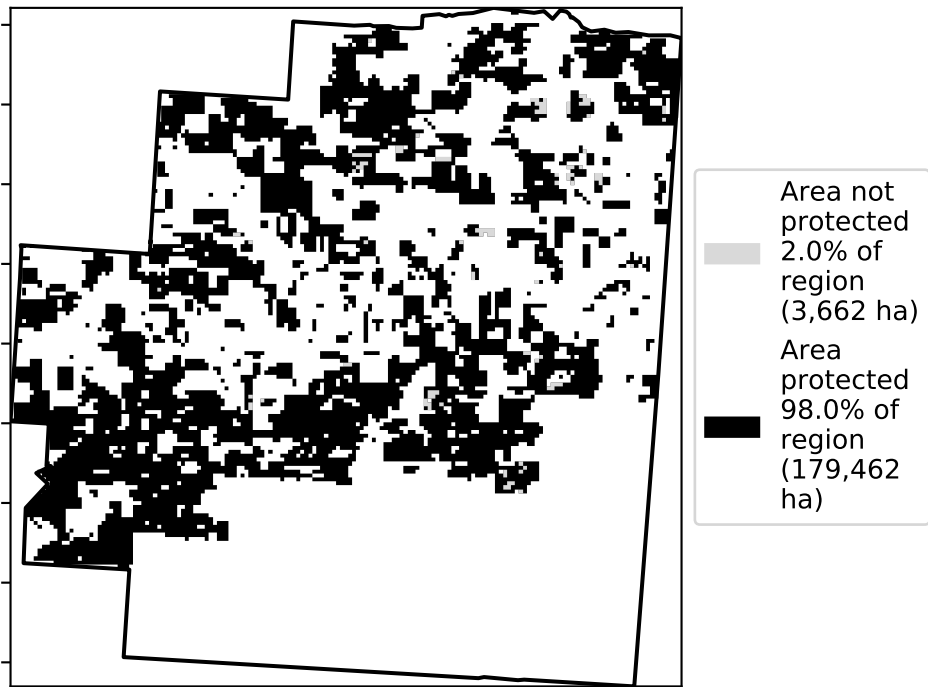 Area not
protected
2.0% of
region
(3,662 ha)
Area
protected
98.0% of
region
(179,462
ha)